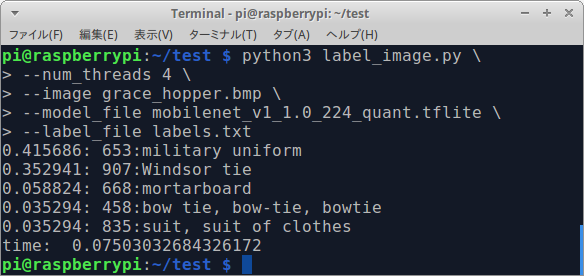 Terminal - pi@raspberrypi: ~/test
ファイル(F) 編集(E) 表示(V) ターミナル(T) タブ(A) ヘルプ(H)
pi@raspberrypi:~/test $ python3 label_image.py \
> --num_threads 4 \
> --image grace_hopper.bmp \
> --model_file mobilenet_v1_1.0_224_quant.tflite \
> --label_file labels.txt
0.415686: 653:military uniform
0.352941: 907:Windsor tie
0.058824: 668:mortarboard
0.035294: 458:bow tie, bow-tie, bowtie
0.035294: 835:suit, suit of clothes
time:  0.07503032684326172
pi@raspberrypi:~/test $